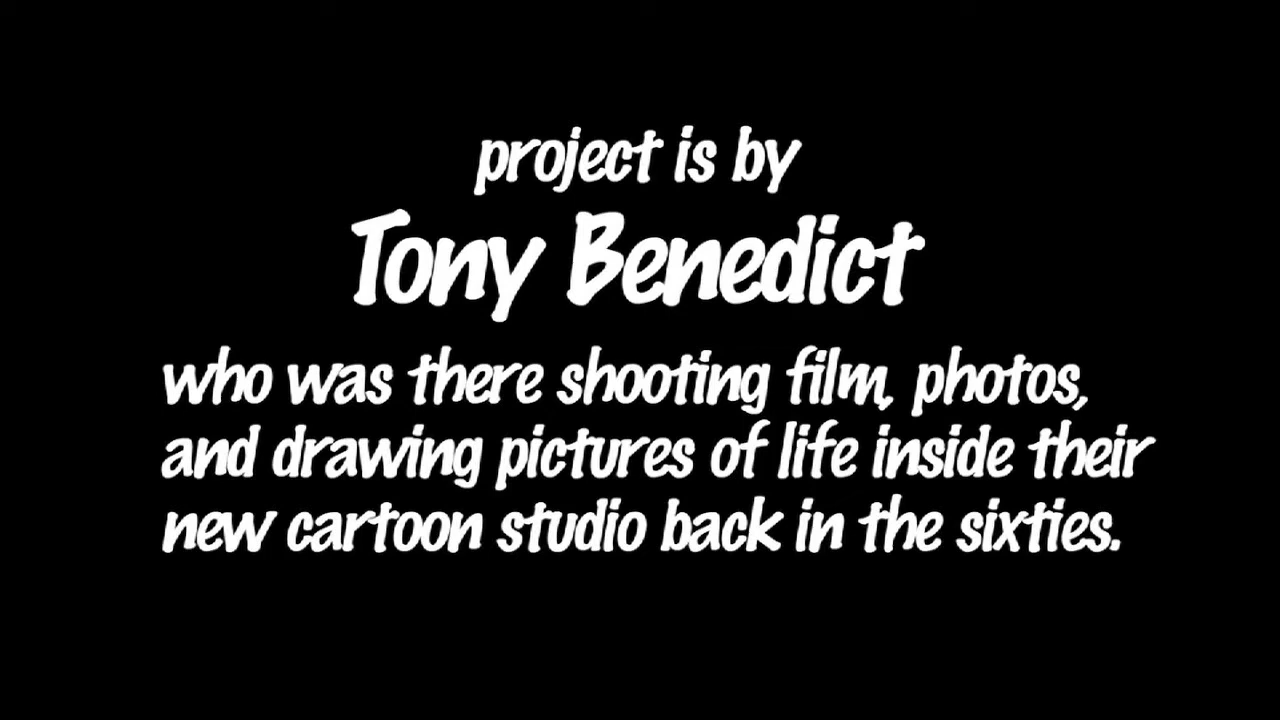 project is by
Tony Benedict
who was there shooting film, photos,
and drawing pictures of life inside their
new cartoon studio back in the sixties.